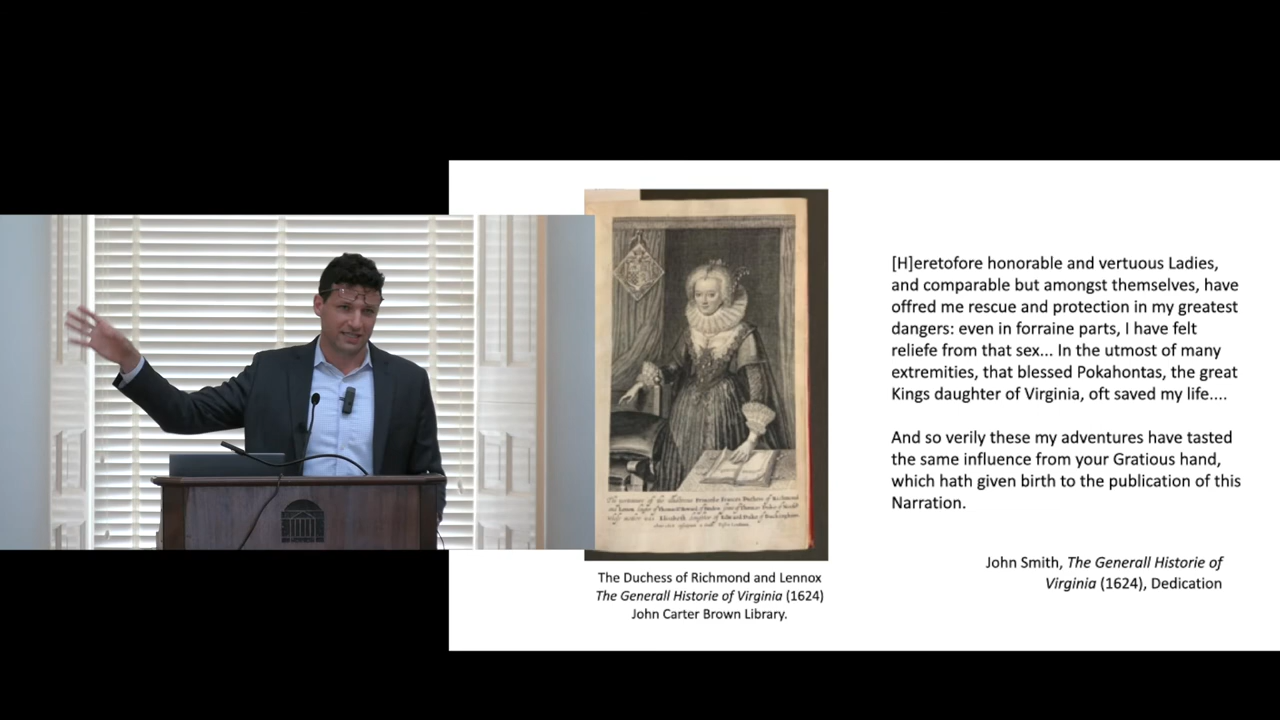 [H]eretofore honorable and vertuous Ladies,
and comparable but amongst themselves, have
offred me rescue and protection in my greatest
dangers: even in forraine parts, I have felt
reliefe from that sex... In the utmost of many
extremities, that blessed Pokahontas, the great
Kings daughter of Virginia, oft saved my life....
And so verily these my adventures have tasted
the same influence from your Gratious hand,
which hath given birth to the publication of this
Narration.
John Smith, The Generall Historie of
Virginia (1624), Dedication
The Duchess of Richmond and Lennox
The Generall Historie of Virginia (1624)
John Carter Brown Library.